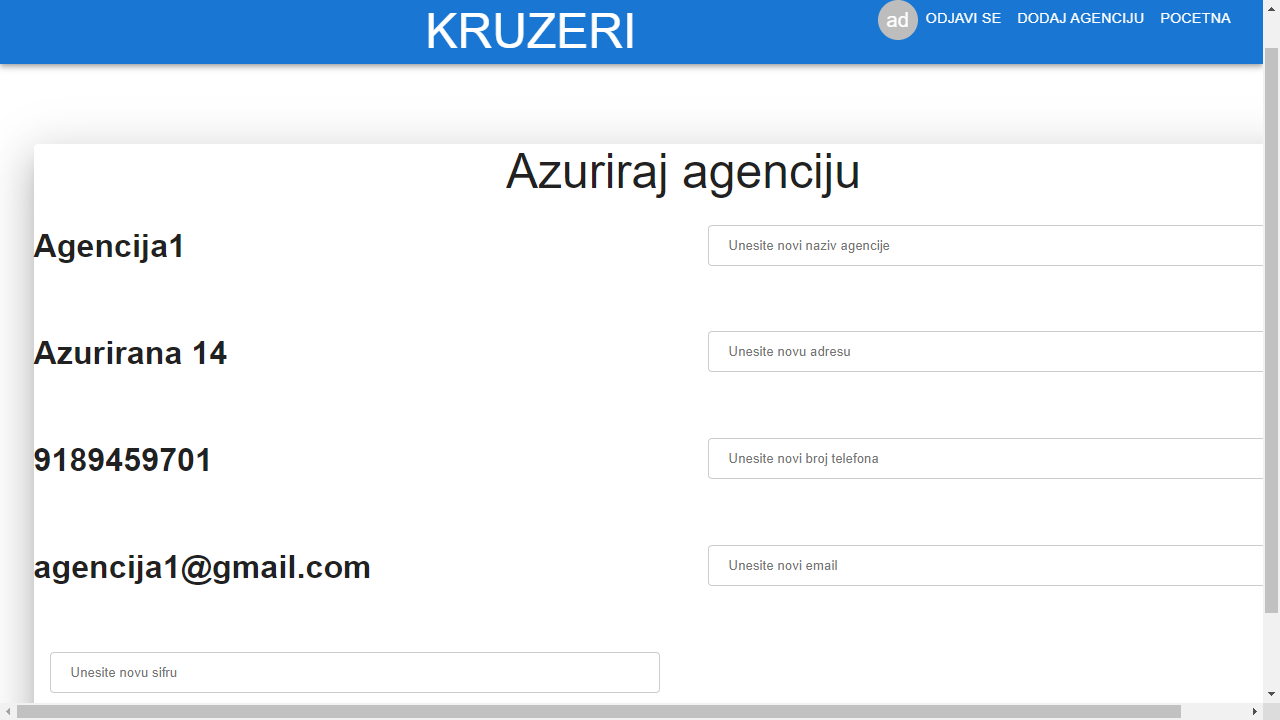 KRUZERI
ad ODJAVI SE DODAJ AGENCIJU POCETNA
Azuriraj agenciju
Agencija1
Unesite novi naziv agencije
Azurirana 14
Unesite novu adresu
9189459701
Unesite novi broj telefona
agencija1@gmail.com
Unesite novi email
Unesite novu sifru